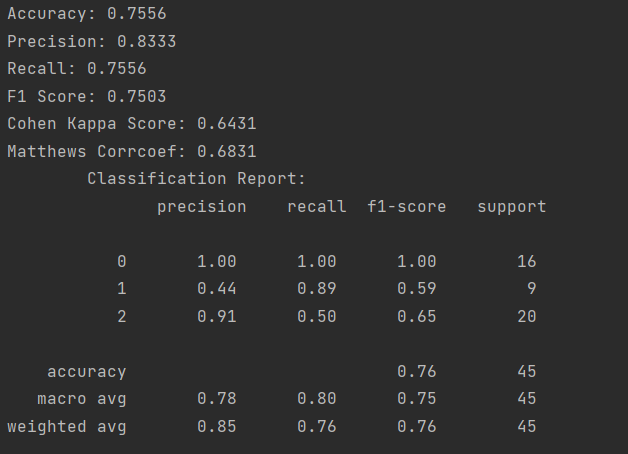 Accuracy: 0.7556
Precision: 0.8333
Recall: 0.7556
F1 Score: 0.7503
Cohen Kappa Score: 0.6431
Matthews Corrcoef: 0.6831
Classification Report:
precision recall f1-score support
0 1.00 1.00 1.00 16
1 0.44 0.89 0.59 9
2 0.91 0.50 0.65 20
accuracy 0.76 45
macro avg 0.78 0.80 0.75 45
weighted avg 0.85 0.76 0.76 45